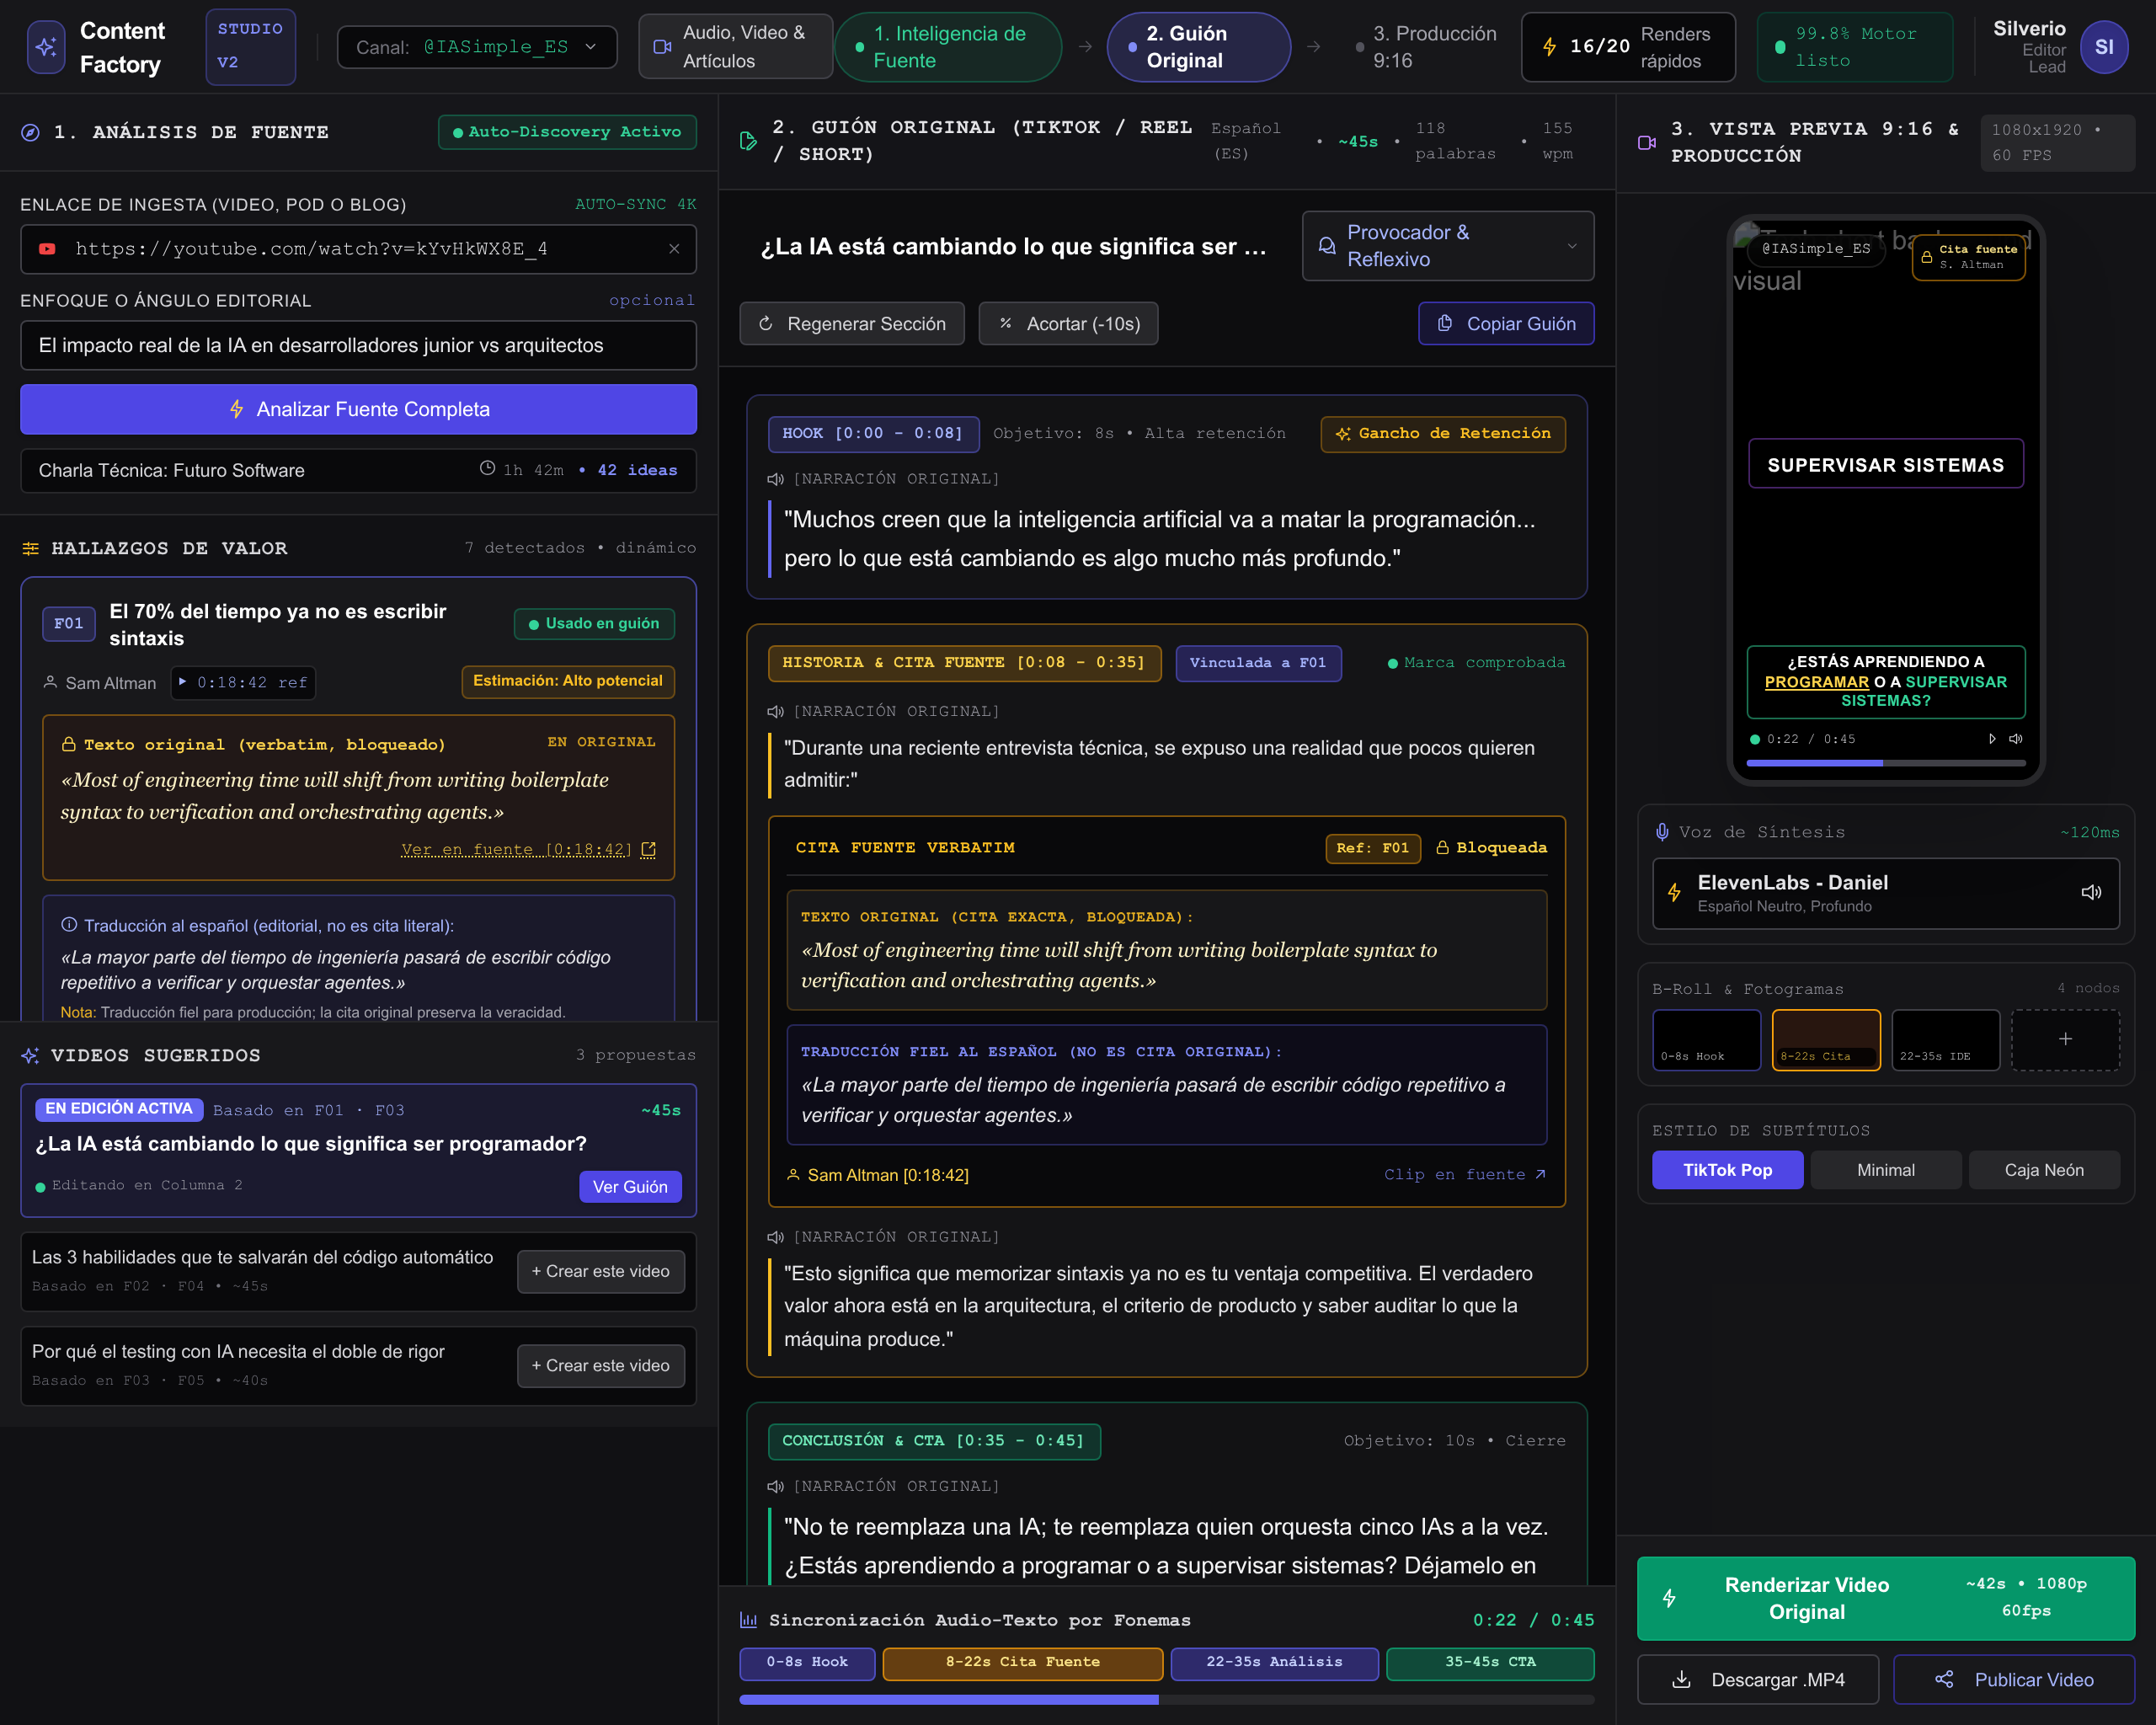 Content
Factory
STUDIO
V2
Canal: @IASimple_ES
Audio, Video &
Artículos
1. Inteligencia de
Fuente
→
2. Guión
Original
→
3. Producción
9:16
16/20
Renders
rápidos
99.8% Motor
listo
Silverio
Editor
Lead
SI
1. ANÁLISIS DE FUENTE
Auto-Discovery Activo
ENLACE DE INGESTA (VIDEO, POD O BLOG)
AUTO-SYNC 4K
https://youtube.com/watch?v=kYvHkWX8E_4
ENFOQUE O ÁNGULO EDITORIAL
opcional
El impacto real de la IA en desarrolladores junior vs arquitectos
Analizar Fuente Completa
Charla Técnica: Futuro Software
1h 42m • 42 ideas
HALLAZGOS DE VALOR
7 detectados • dinámico
F01
El 70% del tiempo ya no es escribir
sintaxis
Usado en guión
Sam Altman
0:18:42 ref
Estimación: Alto potencial
Texto original (verbatim, bloqueado)
EN ORIGINAL
«Most of engineering time will shift from writing boilerplate
syntax to verification and orchestrating agents.»
Ver en fuente [0:18:42]
Traducción al español (editorial, no es cita literal):
«La mayor parte del tiempo de ingeniería pasará de escribir código
repetitivo a verificar y orquestar agentes.»
Nota: Traducción fiel para producción; la cita original preserva la veracidad.
VIDEOS SUGERIDOS
3 propuestas
EN EDICIÓN ACTIVA
Basado en F01 · F03
~45s
¿La IA está cambiando lo que significa ser programador?
Editando en Columna 2
Ver Guión
Las 3 habilidades que te salvarán del código automático
Basado en F02 · F04 • ~45s
+ Crear este video
Por qué el testing con IA necesita el doble de rigor
Basado en F03 · F05 • ~40s
+ Crear este video
2. GUIÓN ORIGINAL (TIKTOK / REEL
/ SHORT)
Español
(ES)
• ~45s •
118
palabras
•
155
wpm
¿La IA está cambiando lo que significa ser ...
Provocador &
Reflexivo
Regenerar Sección
Acortar (-10s)
Copiar Guión
HOOK [0:00 - 0:08]
Objetivo: 8s • Alta retención
Gancho de Retención
[NARRACIÓN ORIGINAL]
"Muchos creen que la inteligencia artificial va a matar la programación...
pero lo que está cambiando es algo mucho más profundo."
HISTORIA & CITA FUENTE [0:08 - 0:35]
Vinculada a F01
Marca comprobada
[NARRACIÓN ORIGINAL]
"Durante una reciente entrevista técnica, se expuso una realidad que pocos quieren
admitir:"
CITA FUENTE VERBATIM
Ref: F01
Bloqueada
TEXTO ORIGINAL (CITA EXACTA, BLOQUEADA):
«Most of engineering time will shift from writing boilerplate syntax to
verification and orchestrating agents.»
TRADUCCIÓN FIEL AL ESPAÑOL (NO ES CITA ORIGINAL):
«La mayor parte del tiempo de ingeniería pasará de escribir código repetitivo a
verificar y orquestar agentes.»
Sam Altman [0:18:42]
Clip en fuente ↗
[NARRACIÓN ORIGINAL]
"Esto significa que memorizar sintaxis ya no es tu ventaja competitiva. El verdadero
valor ahora está en la arquitectura, el criterio de producto y saber auditar lo que la
máquina produce."
CONCLUSIÓN & CTA [0:35 - 0:45]
Objetivo: 10s • Cierre
[NARRACIÓN ORIGINAL]
"No te reemplaza una IA; te reemplaza quien orquesta cinco IAs a la vez.
¿Estás aprendiendo a programar o a supervisar sistemas? Déjamelo en
Sincronización Audio-Texto por Fonemas
0:22 / 0:45
0-8s Hook
8-22s Cita Fuente
22-35s Análisis
35-45s CTA
3. VISTA PREVIA 9:16 &
PRODUCCIÓN
1080x1920 •
60 FPS
@IASimple_ES
Cita fuente
S. Altman
visual
SUPERVISAR SISTEMAS
¿ESTÁS APRENDIENDO A
PROGRAMAR O A SUPERVISAR
SISTEMAS?
0:22 / 0:45
Voz de Síntesis
~120ms
ElevenLabs - Daniel
Español Neutro, Profundo
B-Roll & Fotogramas
4 nodos
0-8s Hook
8-22s Cita
22-35s IDE
+
ESTILO DE SUBTÍTULOS
TikTok Pop
Minimal
Caja Neón
Renderizar Video
Original
~42s • 1080p
60fps
Descargar .MP4
Publicar Video